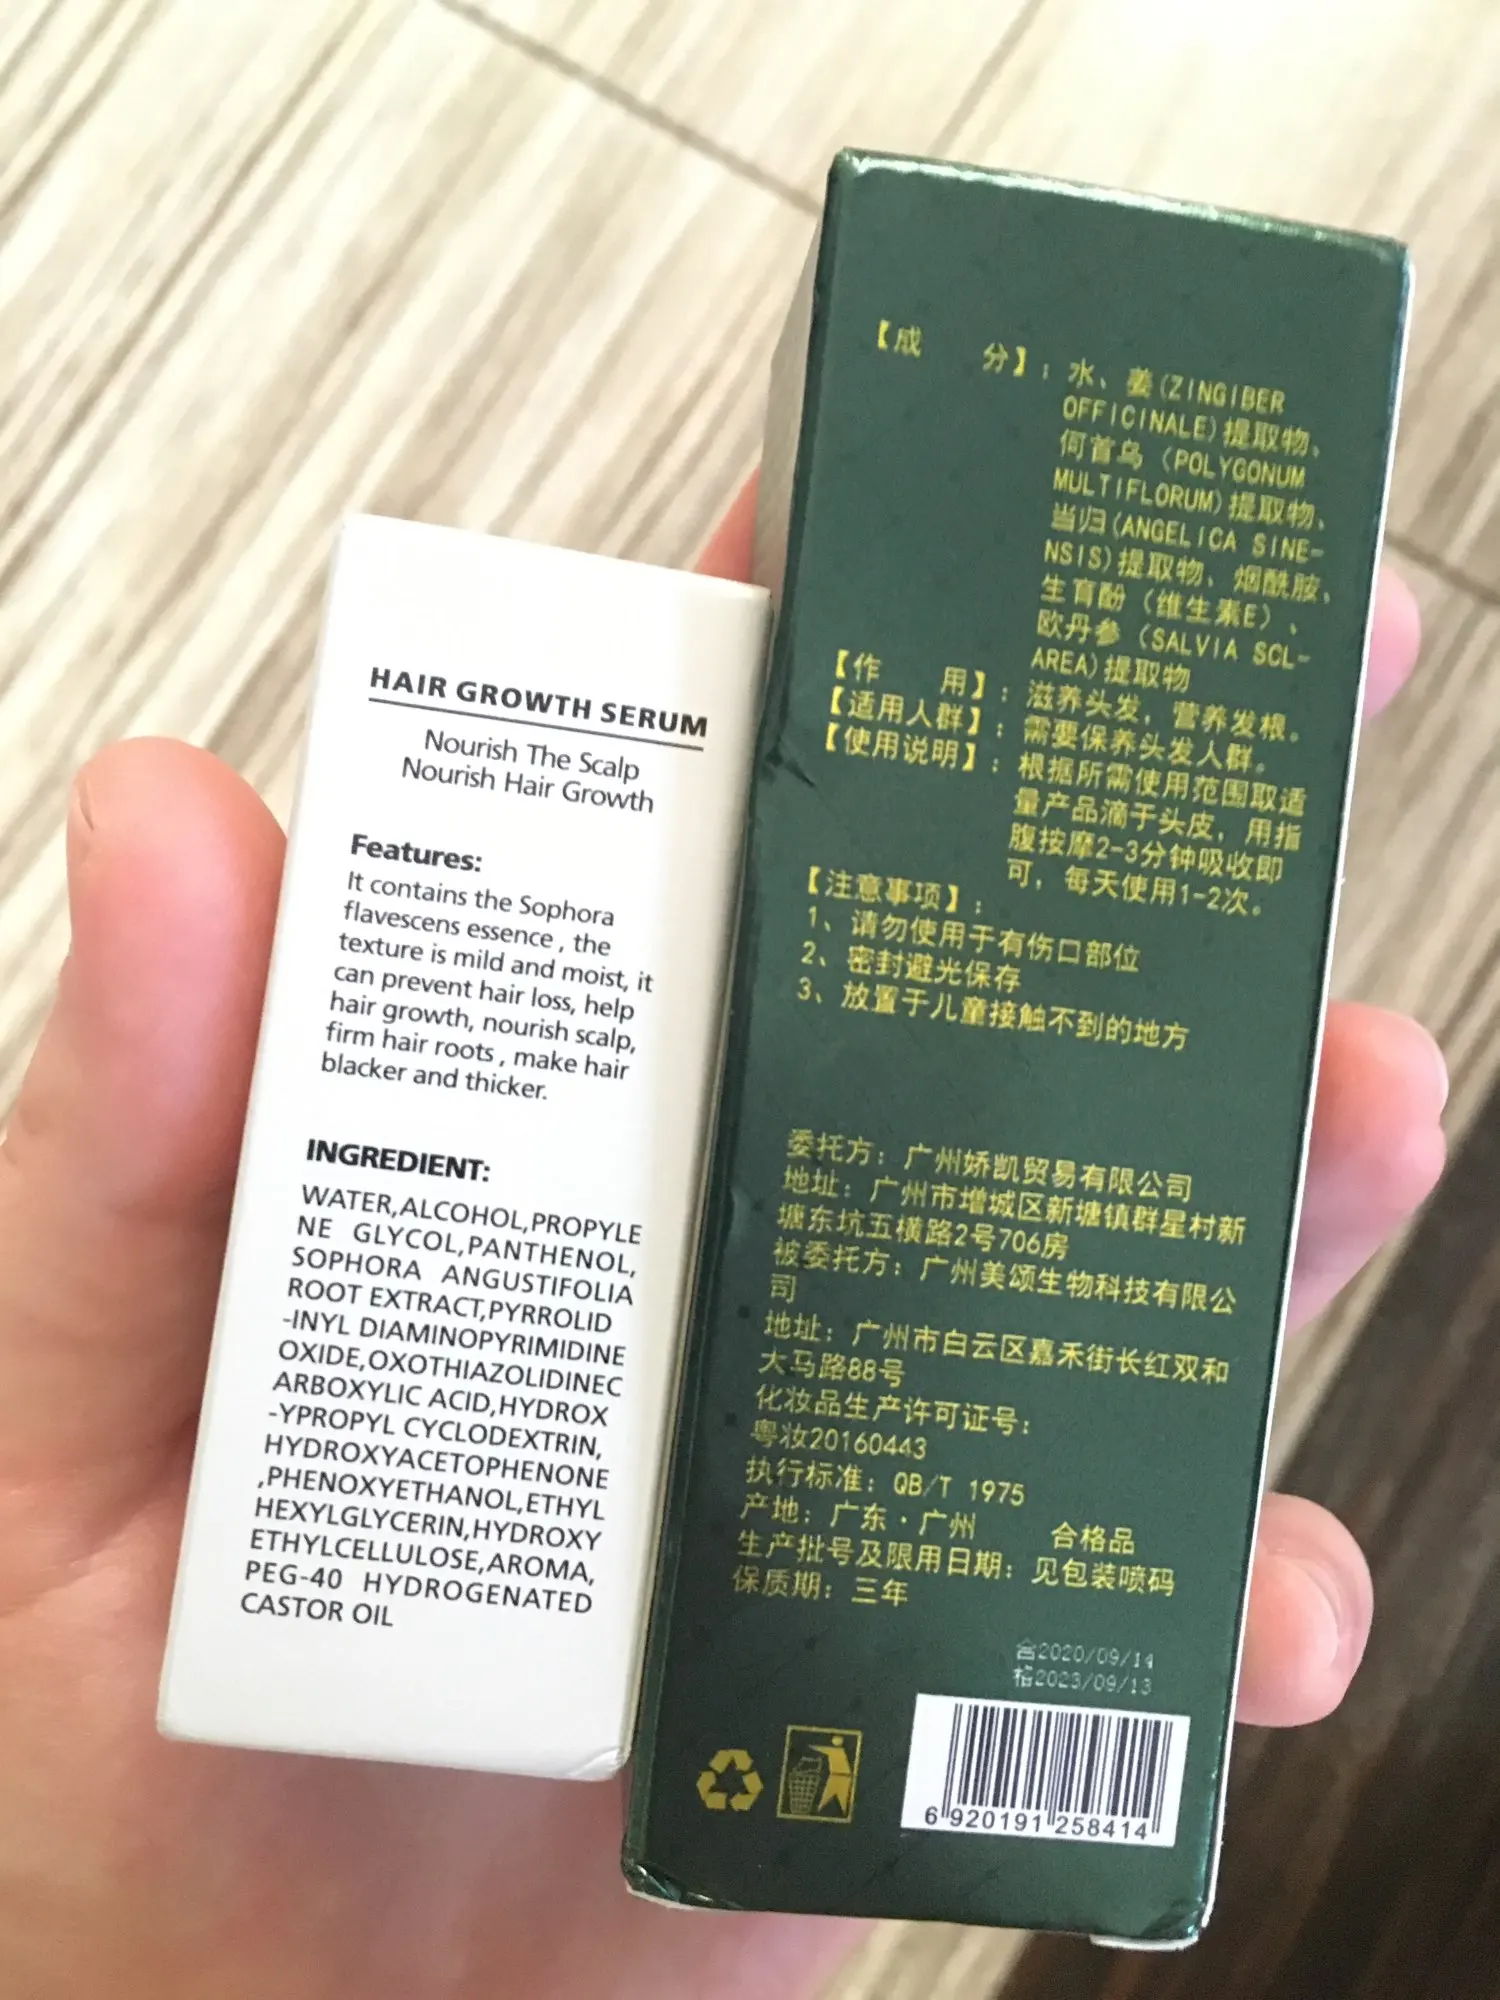 HAIR GROWTH SERUM
Nourish The Scalp
Nourish Hair Growth
Features:
It contains the Sophora
flavescens essence , the
texture is mild and moist, it
can prevent hair loss, help
hair growth, nourish scalp,
firm hair roots , make hair
blacker and thicker.
INGREDIENT:
WATER,ALCOHOL,PROPYLE
NE GLYCOL,PANTHENOL,
SOPHORA ANGUSTIFOLIA
ROOT EXTRACT,PYRROLID
-INYL DIAMINOPYRIMIDINE
OXIDE,OXOTHIAZOLIDINEC
ARBOXYLIC ACID,HYDROX
-YPROPYL CYCLODEXTRIN,
HYDROXYACETOPHENONE
,PHENOXYETHANOL,ETHYL
HEXYLGLYCERIN,HYDROXY
ETHYLCELLULOSE,AROMA,
PEG-40 HYDROGENATED
CASTOR OIL
【成 分】：水、姜(ZINGIBER
OFFICINALE)提取物、
何首乌（POLYGONUM
MULTIFLORUM)提取物、
当归(ANGELICA SINE-
NSIS)提取物、烟酰胺、
生育酚（维生素E）、
欧丹参（SALVIA SCL-
AREA)提取物
【作 用】：滋养头发，营养发根。
【适用人群】：需要保养头发人群。
【使用说明】：根据所需使用范围取适
量产品滴于头皮，用指
腹按摩2-3分钟吸收即
可，每天使用1-2次。
【注意事项】：
1、请勿使用于有伤口部位
2、密封避光保存
3、放置于儿童接触不到的地方
委托方：广州娇凯贸易有限公司
地址：广州市增城区新塘镇群星村新
塘东坑五横路2号706房
被委托方：广州美颂生物科技有限公
司
地址：广州市白云区嘉禾街长红双和
大马路88号
化妆品生产许可证号：
粤妆20160443
执行标准：QB/T 1975
产地：广东·广州 合格品
生产批号及限用日期：见包装喷码
保质期：三年
合2020/09/14
格2023/09/13
6 920191 258414